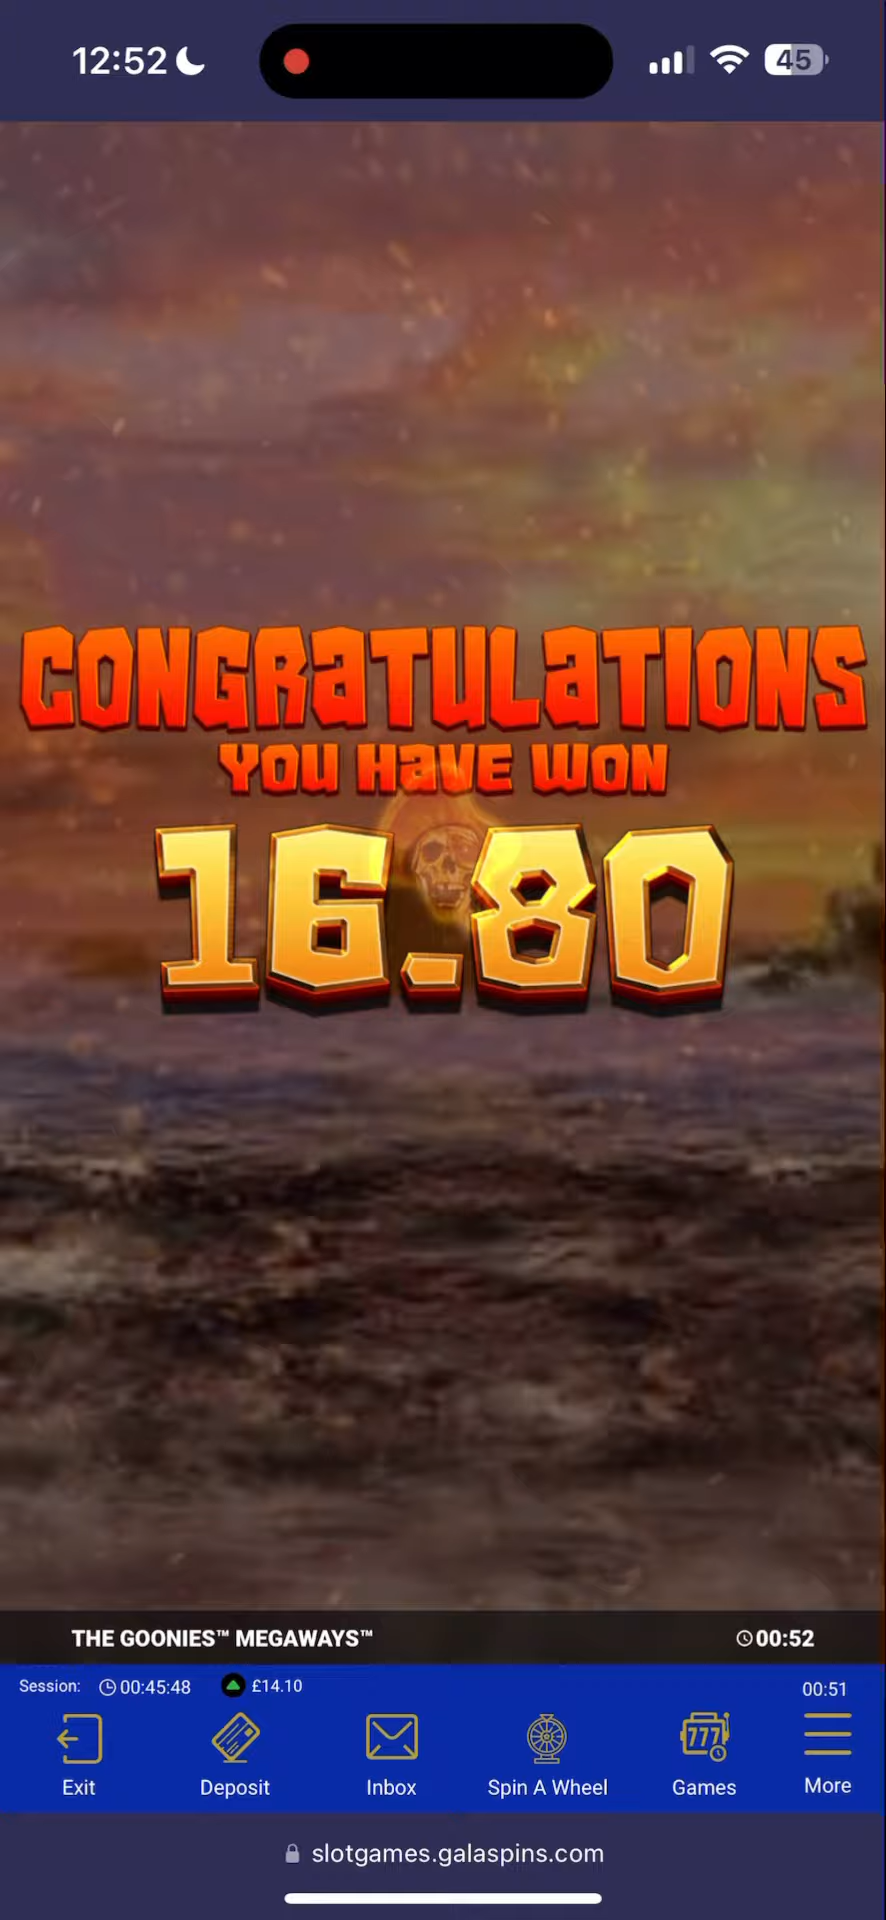 12:52
45
CONGRATULATIONS
YOU HAVE WON
16.80
THE GOONIES™ MEGAWAYS™
00:52
Session: 00:45:48 £14.10
00:51
777
Exit
Deposit
Inbox
Spin A Wheel
Games
More
slotgames.galaspins.com